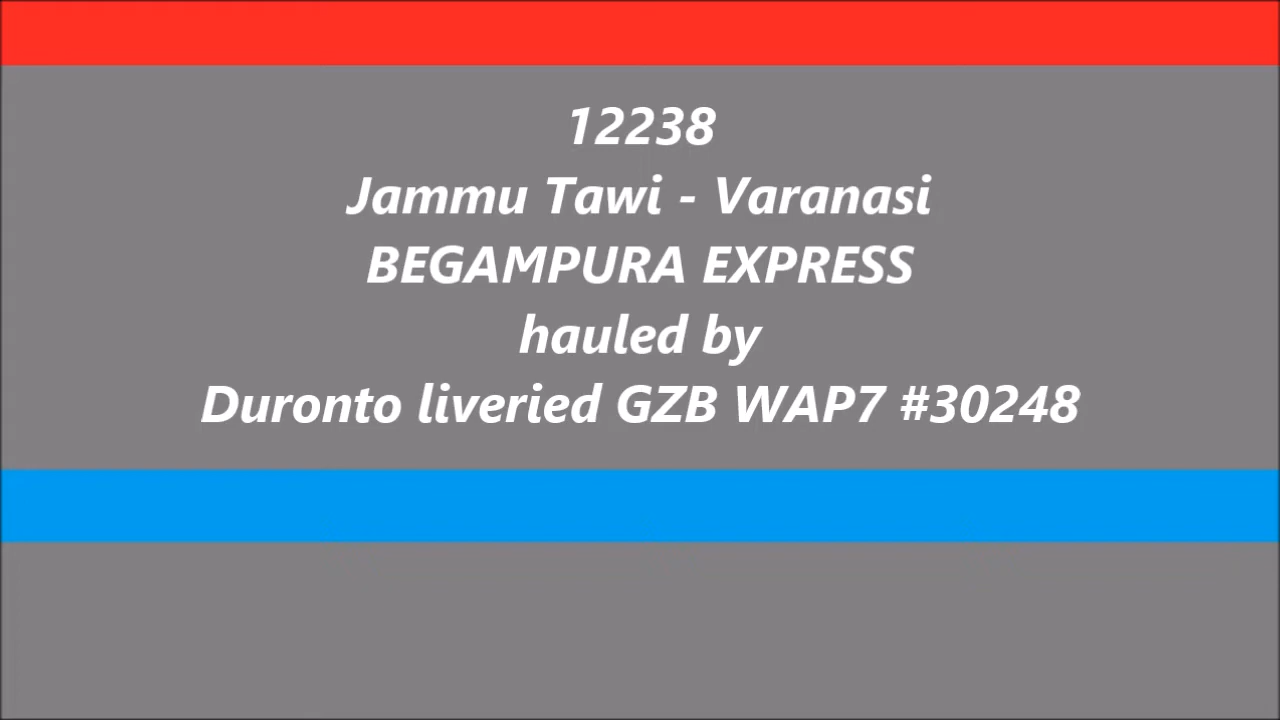 12238
Jammu Tawi - Varanasi
BEGAMPURA EXPRESS
hauled by
Duronto liveried GZB WAP7 #30248